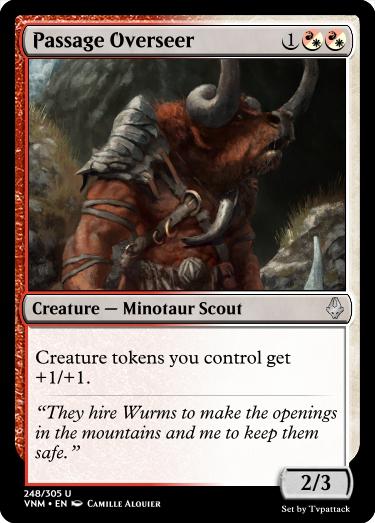 Passage Overseer 1
Creature — Minotaur Scout
Creature tokens you control get
+1/+1.
“They hire Wurms to make the openings
in the mountains and me to keep them
safe.”
2/3
248/305 U
VNM • EN CAMILLE ALQUIER
Set by Tvpattack